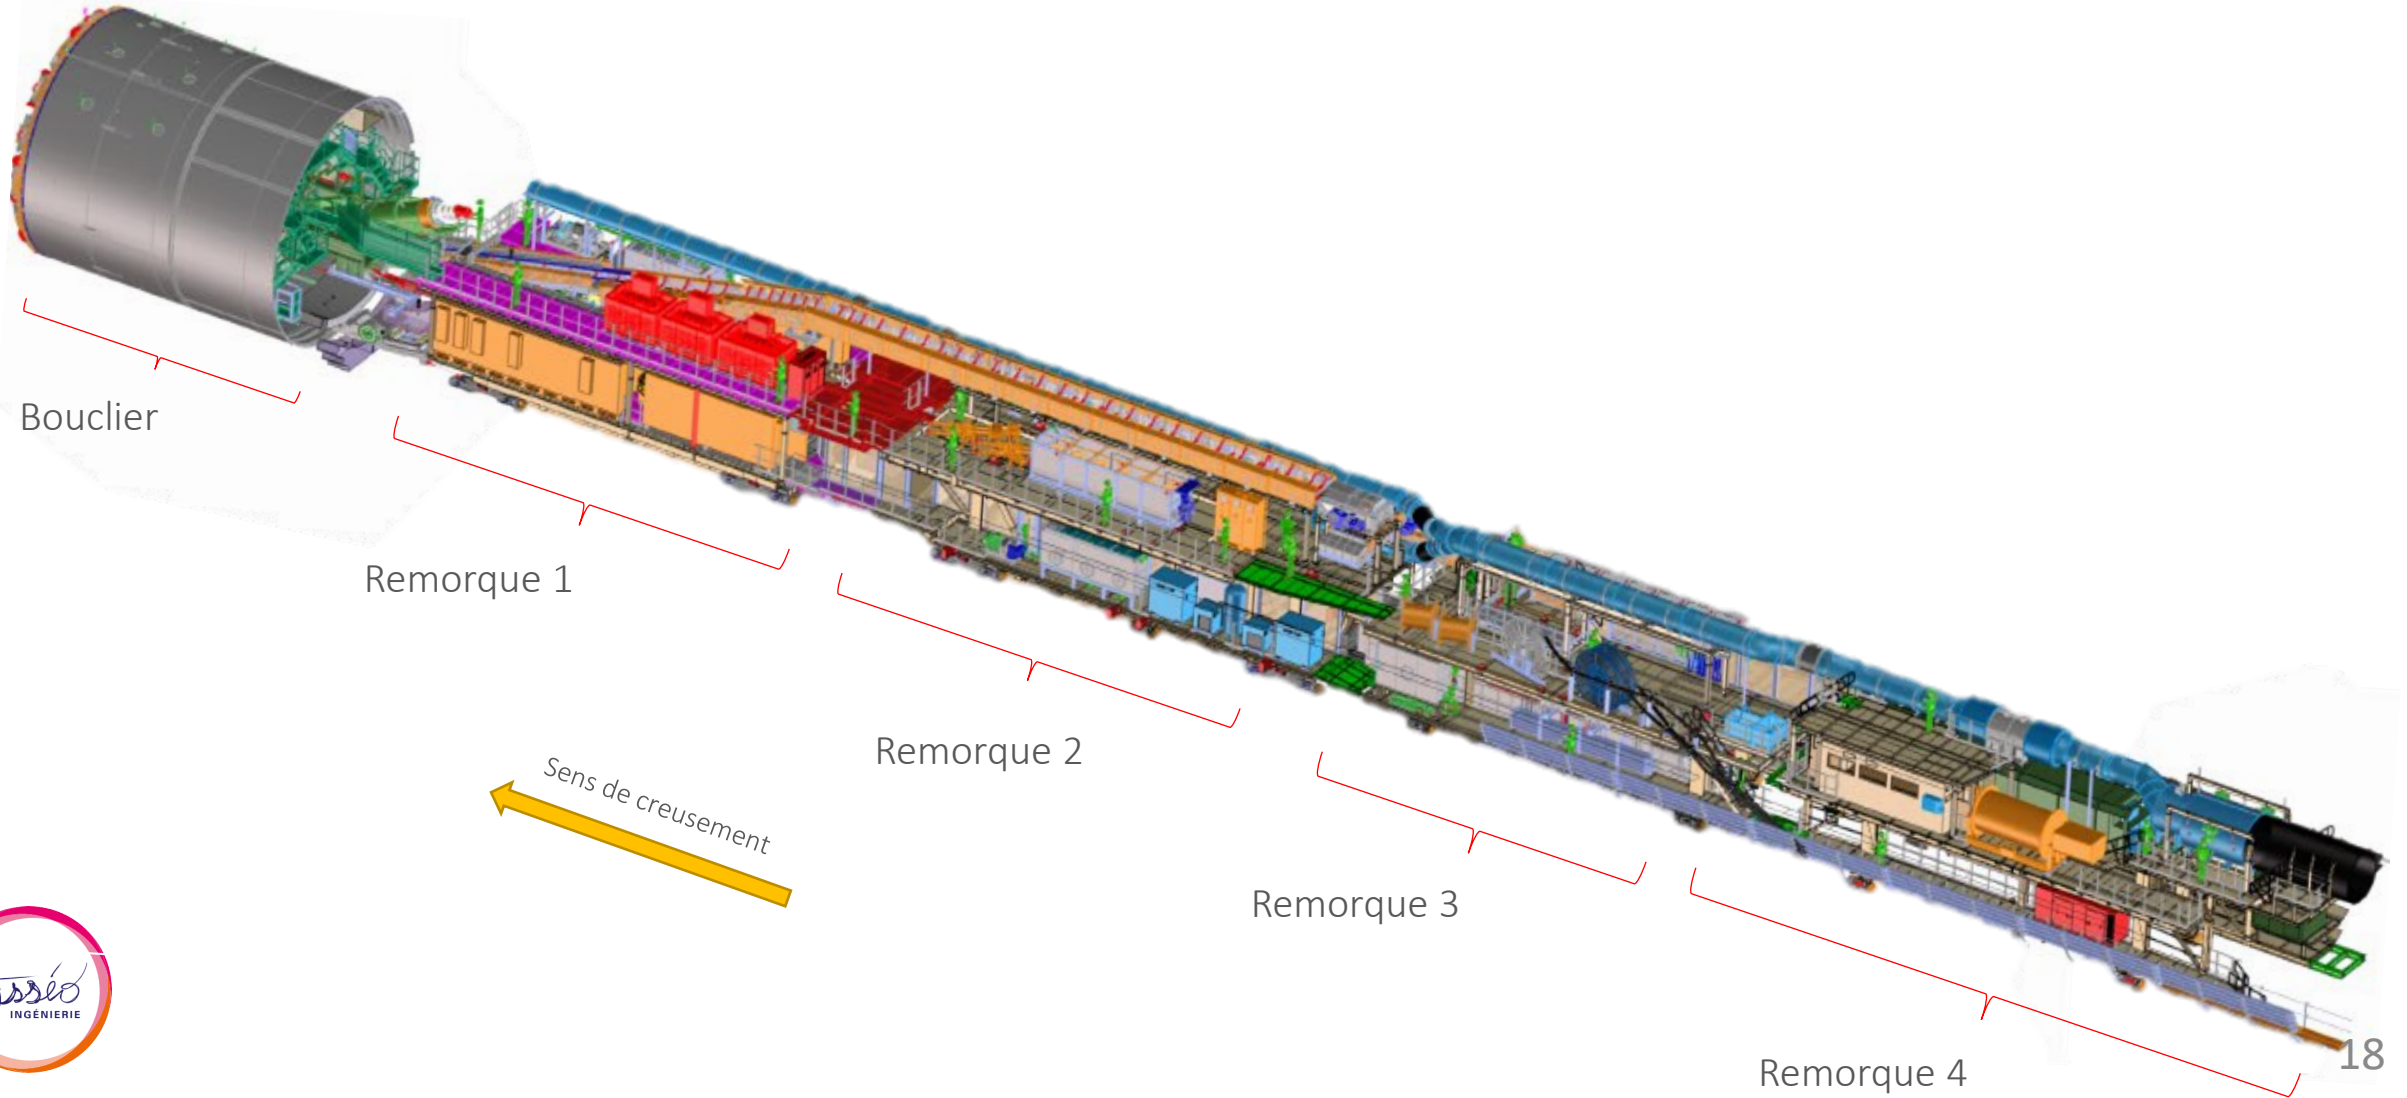 Bouclier
Remorque 1
Remorque 2
Sens de creusement
Remorque 3
INGÉNIERIE
18
Remorque 4